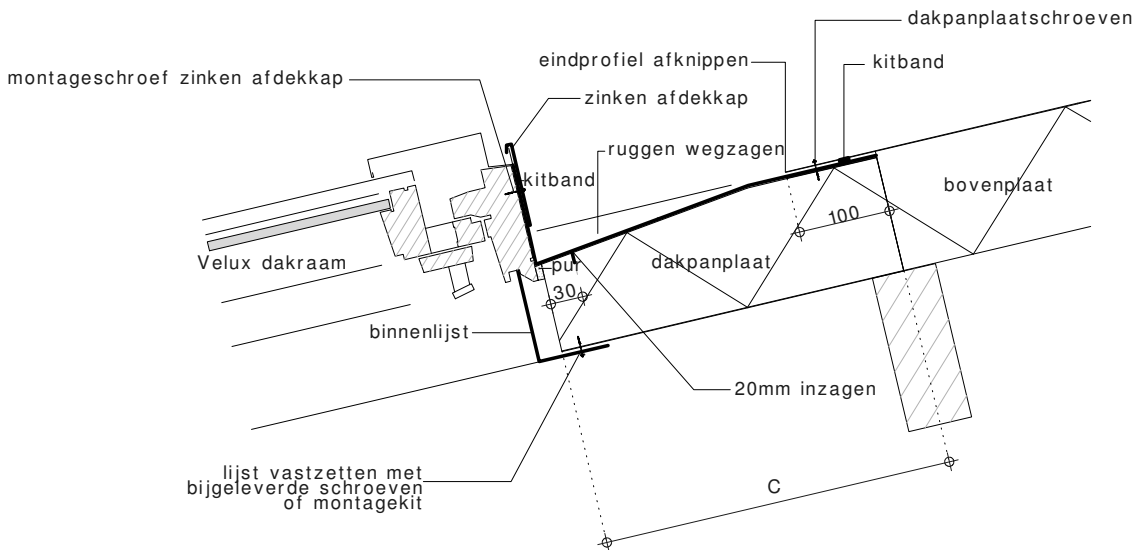 dakpanplaatschroeven
eindprofiel afknippen
kitband
montageschroef zinken afdekkap
zinken afdekkap
ruggen wegzagen
kitband
bovenplaat
100
Velux dakraam
pur
dakpanplaat
30
binnenlijst
20mm inzagen
lijst vastzetten met
bijgeleverde schroeven
of montagekit
C